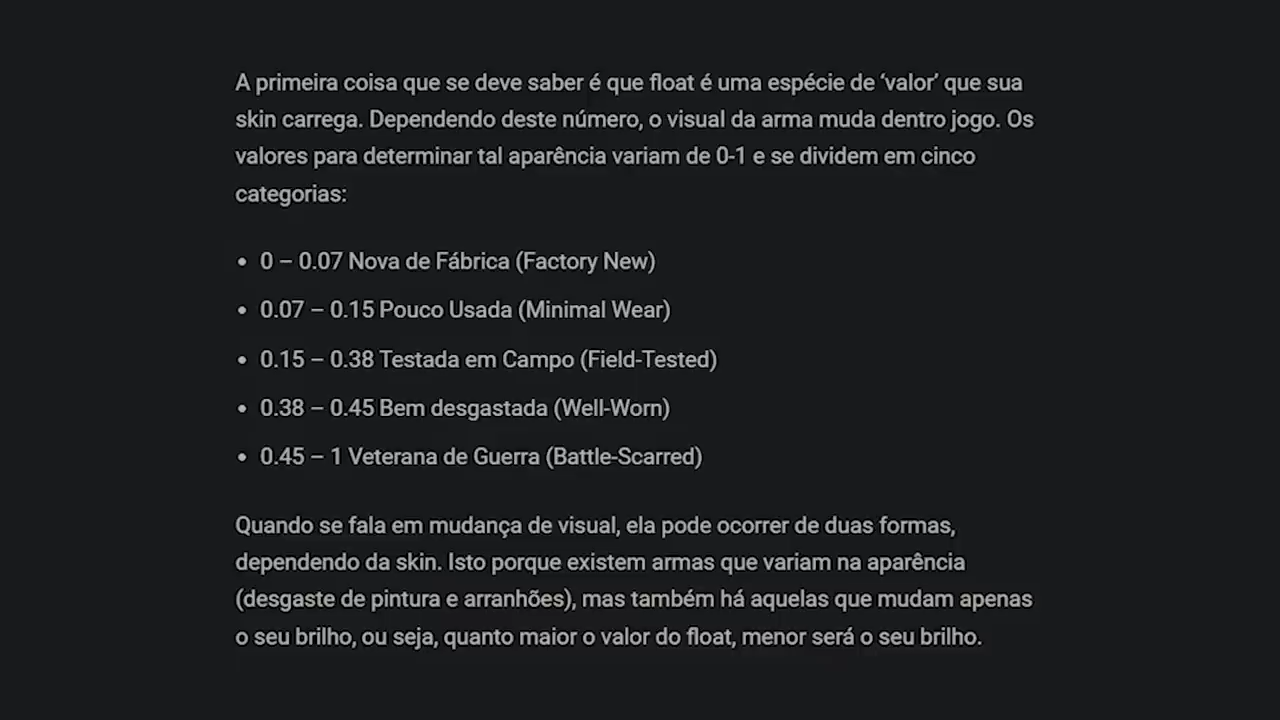 A primeira coisa que se deve saber é que float é uma espécie de ‘valor’ que sua
skin carrega. Dependendo deste número, o visual da arma muda dentro jogo. Os
valores para determinar tal aparência variam de 0-1 e se dividem em cinco
categorias:
• 0 – 0.07 Nova de Fábrica (Factory New)
• 0.07 – 0.15 Pouco Usada (Minimal Wear)
• 0.15 – 0.38 Testada em Campo (Field-Tested)
• 0.38 – 0.45 Bem desgastada (Well-Worn)
• 0.45 – 1 Veterana de Guerra (Battle-Scarred)
Quando se fala em mudança de visual, ela pode ocorrer de duas formas,
dependendo da skin. Isto porque existem armas que variam na aparência
(desgaste de pintura e arranhões), mas também há aquelas que mudam apenas
o seu brilho, ou seja, quanto maior o valor do float, menor será o seu brilho.